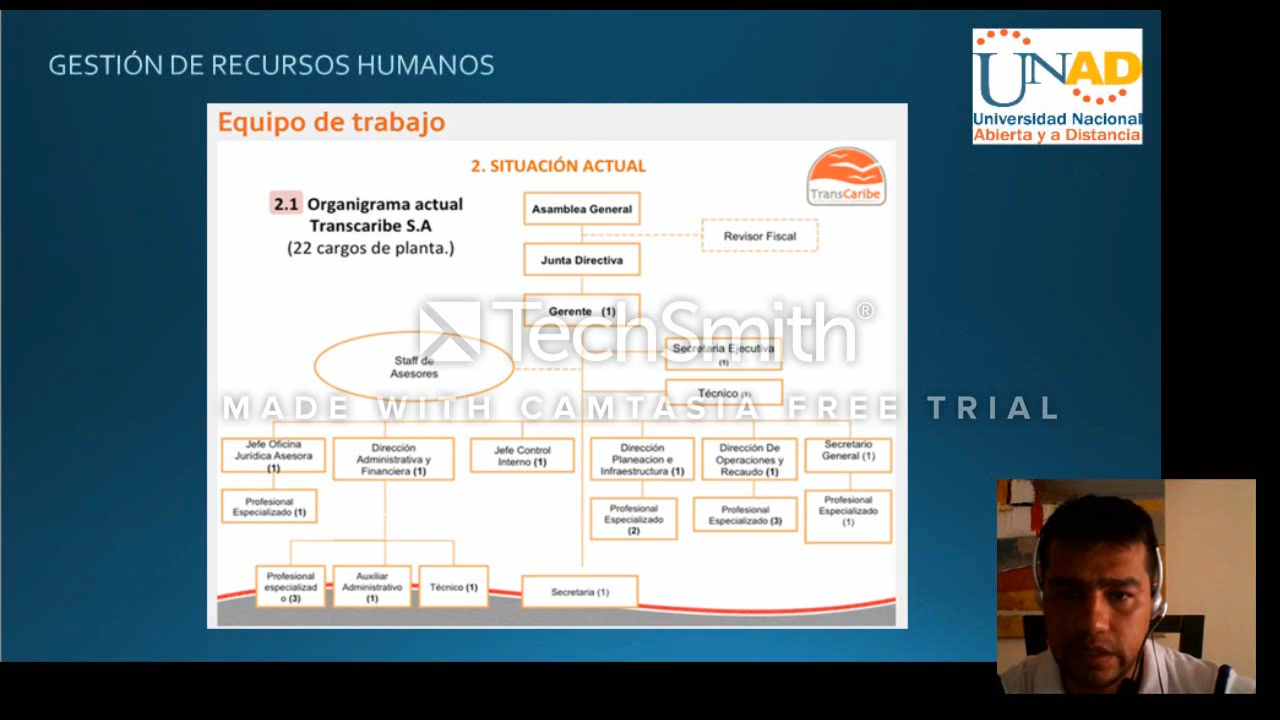 GESTIÓN DE RECURSOS HUMANOS
UNAD
Universidad Nacional
Abierta y a Distancia
Equipo de trabajo
2. SITUACIÓN ACTUAL
TransCaribe
2.1 Organigrama actual
Transcaribe S.A
(22 cargos de planta.)
Asamblea General
Revisor Fiscal
Junta Directiva
Gerente (1)
TechSmith®
Staff de
Asesores
Secretaria Ejecutiva
(1)
Técnico (1)
MADE WITH CAMTASIA FREE TRIAL
Jefe Oficina
Jurídica Asesora
(1)
Dirección
Administrativa y
Financiera (1)
Jefe Control
Interno (1)
Dirección
Planeacion e
Infraestructura (1)
Dirección De
Operaciones y
Recaudo (1)
Secretario
General (1)
Profesional
Especializado (1)
Profesional
Especializado
(2)
Profesional
Especializado (3)
Profesional
Especializado
(1)
Profesional
especializad
o (3)
Auxiliar
Administrativo
(1)
Técnico (1)
Secretaria (1)